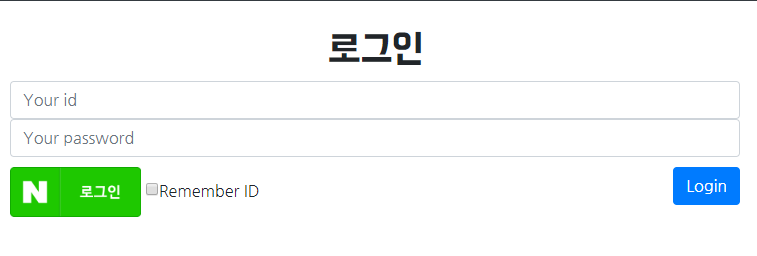 로그인
Your id
Your password
N 로그인 Remember ID Login